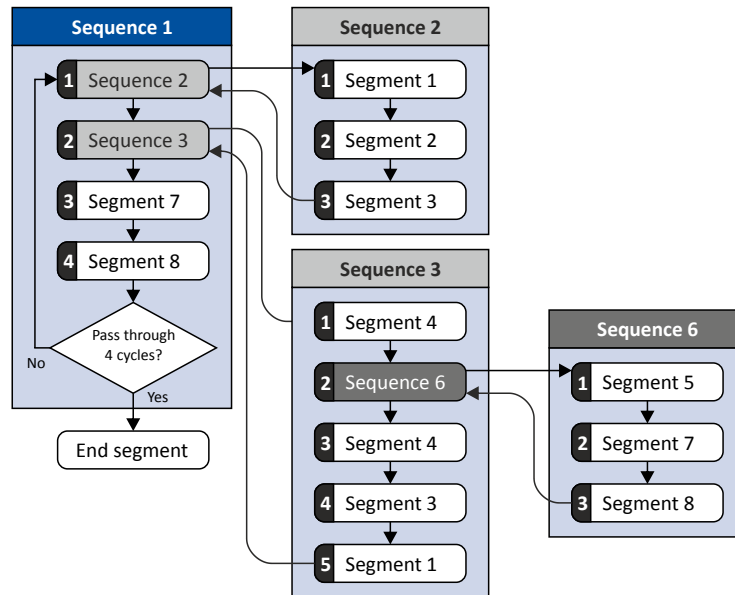 Sequence 1
1 Sequence 2
2 Sequence 3
3 Segment 7
4 Segment 8
Pass through
4 cycles?
No
Yes
End segment
Sequence 2
1 Segment 1
2 Segment 2
3 Segment 3
Sequence 3
1 Segment 4
2 Sequence 6
3 Segment 4
4 Segment 3
5 Segment 1
Sequence 6
1 Segment 5
2 Segment 7
3 Segment 8